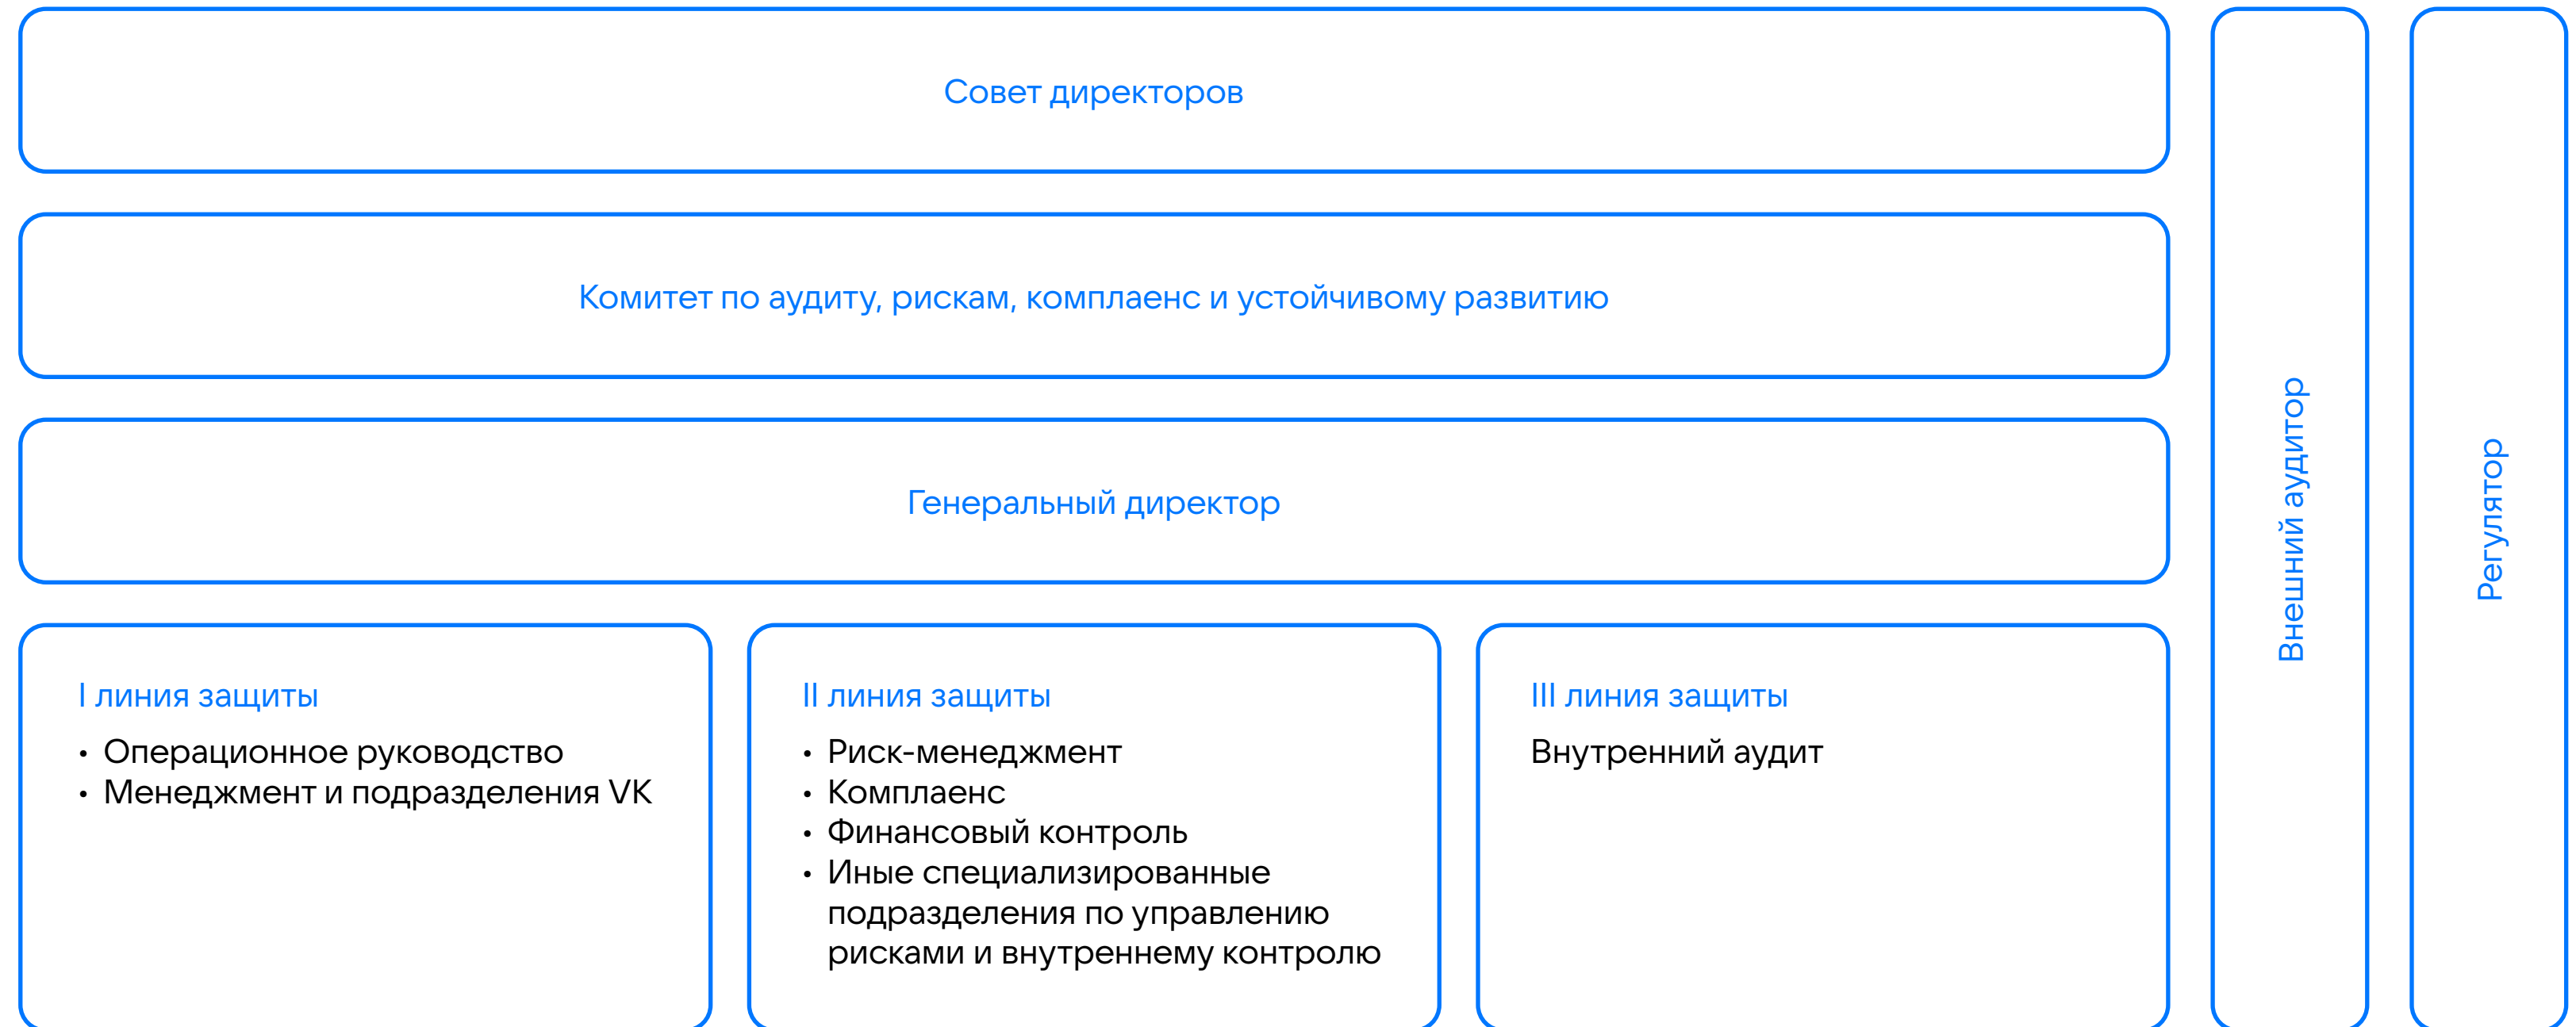 Совет директоров
Комитет по аудиту, рискам, комплаенс и устойчивому развитию
Генеральный директор
I линия защиты
• Операционное руководство
• Менеджмент и подразделения VK
II линия защиты
• Риск-менеджмент
• Комплаенс
• Финансовый контроль
• Иные специализированные
подразделения по управлению
рисками и внутреннему контролю
III линия защиты
Внутренний аудит
Внешний аудитор
Регулятор